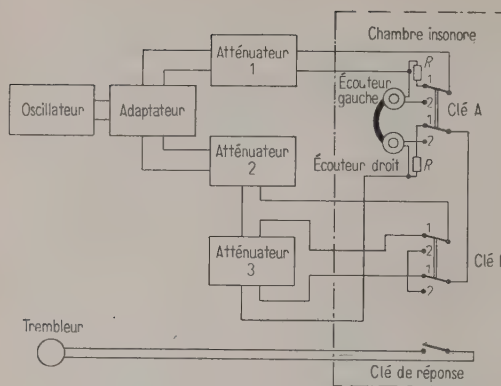 Chambre insonore
Atténuateur
1
R
1
Écouteur
gauche
2
Clé A
Oscillateur
Adaptateur
1
2
Écouteur droit
R
Atténuateur
2
1
2
Atténuateur
3
1
2
Clé
Trembleur
Clé de réponse